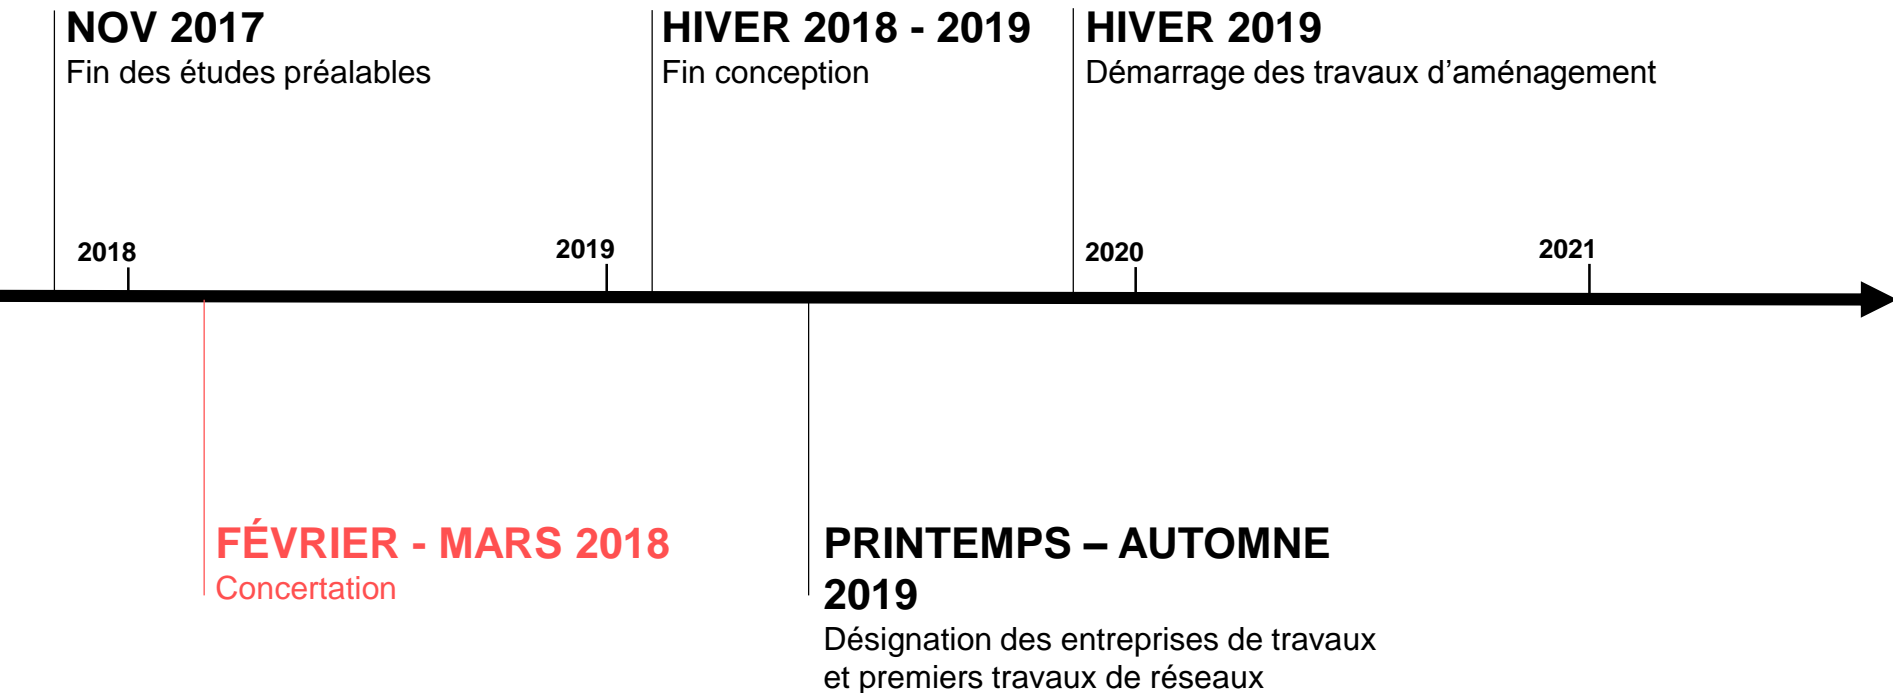 NOV 2017
Fin des études préalables
HIVER 2018 - 2019
Fin conception
HIVER 2019
Démarrage des travaux d’aménagement
2018
2019
2020
2021
FÉVRIER - MARS 2018
Concertation
PRINTEMPS – AUTOMNE
2019
Désignation des entreprises de travaux
et premiers travaux de réseaux